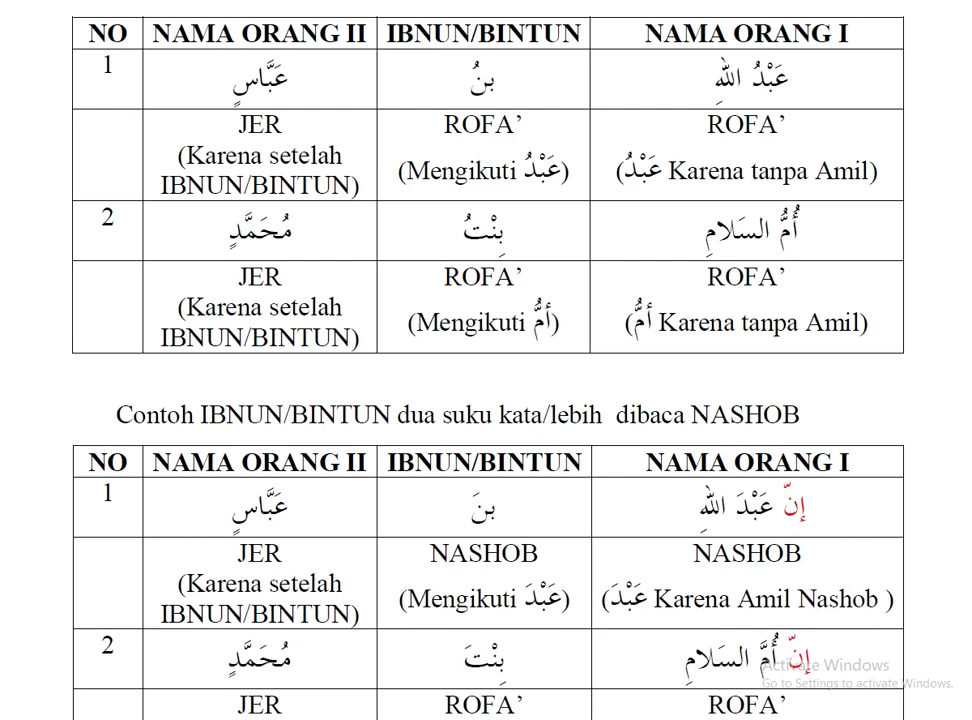 NO NAMA ORANG II IBNUN/BINTUN NAMA ORANG I
1 عَبَّاسٍ بنُ عَبْدُ اللهِ
JER ROFA’ ROFA’
(Karena setelah IBNUN/BINTUN) (Mengikuti عَبْدُ) (عَبْدُ Karena tanpa Amil)
2 مُحَمَّدٍ بِنْتُ أُمُّ السَلامِ
JER ROFA’ ROFA’
(Karena setelah IBNUN/BINTUN) (Mengikuti أمُّ) (أمُّ Karena tanpa Amil)
Contoh IBNUN/BINTUN dua suku kata/lebih dibaca NASHOB
NO NAMA ORANG II IBNUN/BINTUN NAMA ORANG I
1 عَبَّاسٍ بنَ إنّ عَبْدَ اللهِ
JER NASHOB NASHOB
(Karena setelah IBNUN/BINTUN) (Mengikuti عَبْدَ) (عَبْدَ Karena Amil Nashob )
2 مُحَمَّدٍ بِنْتَ إنّ أُمَّ السَلامِ
JER ROFA’ ROFA’
Activate Windows
Go to Settings to activate Windows.